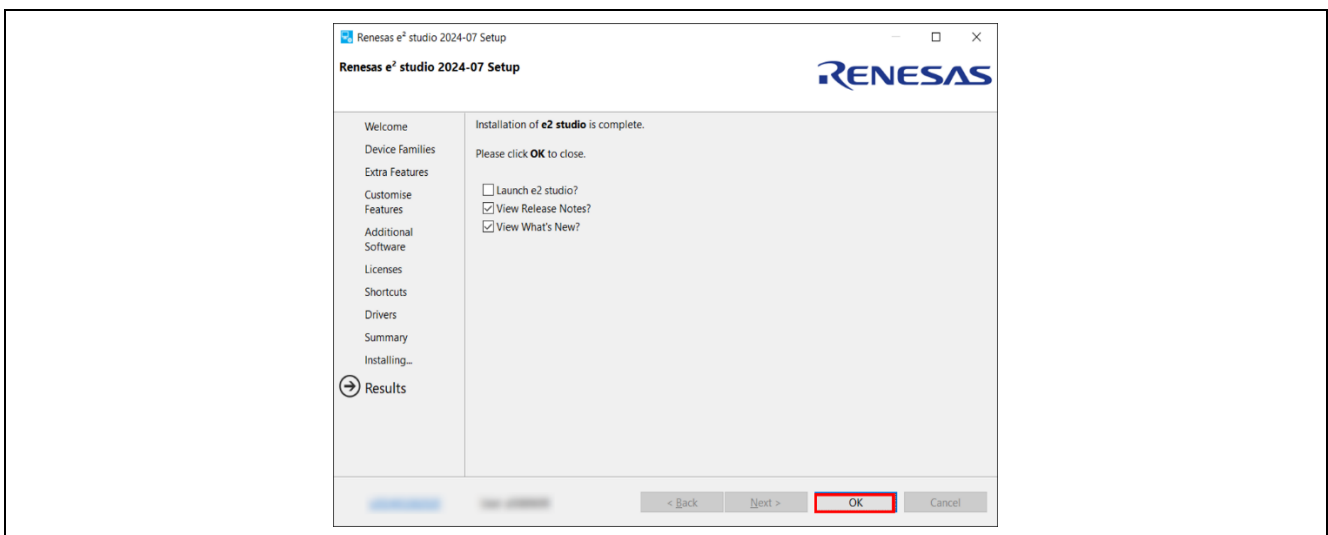 Renesas e² studio 2024-07 Setup
Renesas e² studio 2024-07 Setup
RENESAS
Welcome
Device Families
Extra Features
Customise
Features
Additional
Software
Licenses
Shortcuts
Drivers
Summary
Installing...
Results
Installation of e2 studio is complete.
Please click OK to close.
Launch e2 studio?
View Release Notes?
View What's New?
< Back Next > OK Cancel